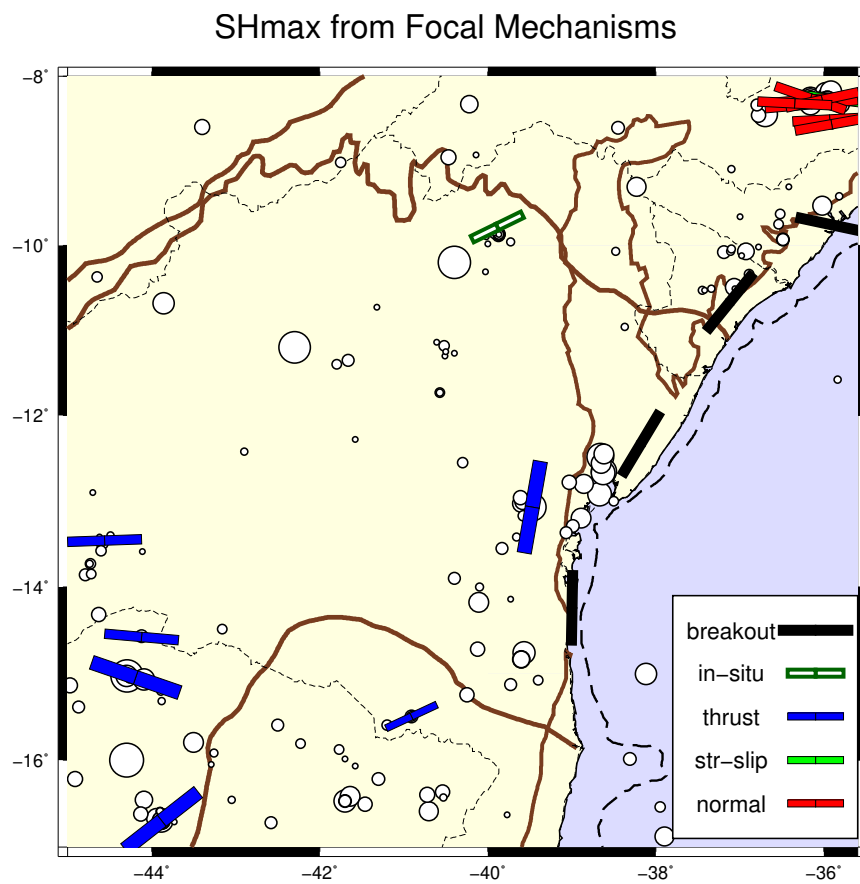 SHmax from Focal Mechanisms
−8˚
−10˚
−12˚
−14˚
−16˚
breakout
in−situ
thrust
str−slip
normal
−44˚ −42˚ −40˚ −38˚ −36˚